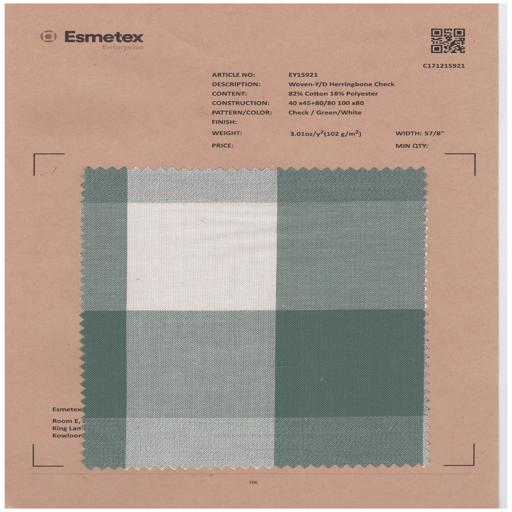 Esmetex
Enterprise
C171215921
ARTICLE NO: EY15921
DESCRIPTION: Woven-Y/D Herringbone Check
CONTENT: 82% Cotton 18% Polyester
CONSTRUCTION: 40 x45+80/80 100 x80
PATTERN/COLOR: Check / Green/White
FINISH:
WEIGHT: 3.01oz/y²(102 g/m²) WIDTH: 57/8"
PRICE: MIN QTY:
Esmetex
Room E,
King Lam
Kowloon